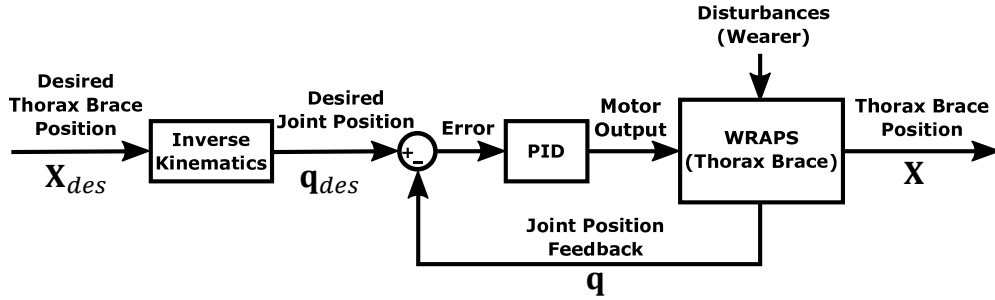 Disturbances
(Wearer)
Desired
Thorax Brace
Position
X_des
Inverse
Kinematics
Desired
Joint Position
q_des
+
-
Error
PID
Motor
Output
WRAPS
(Thorax Brace)
Thorax Brace
Position
X
Joint Position
Feedback
q